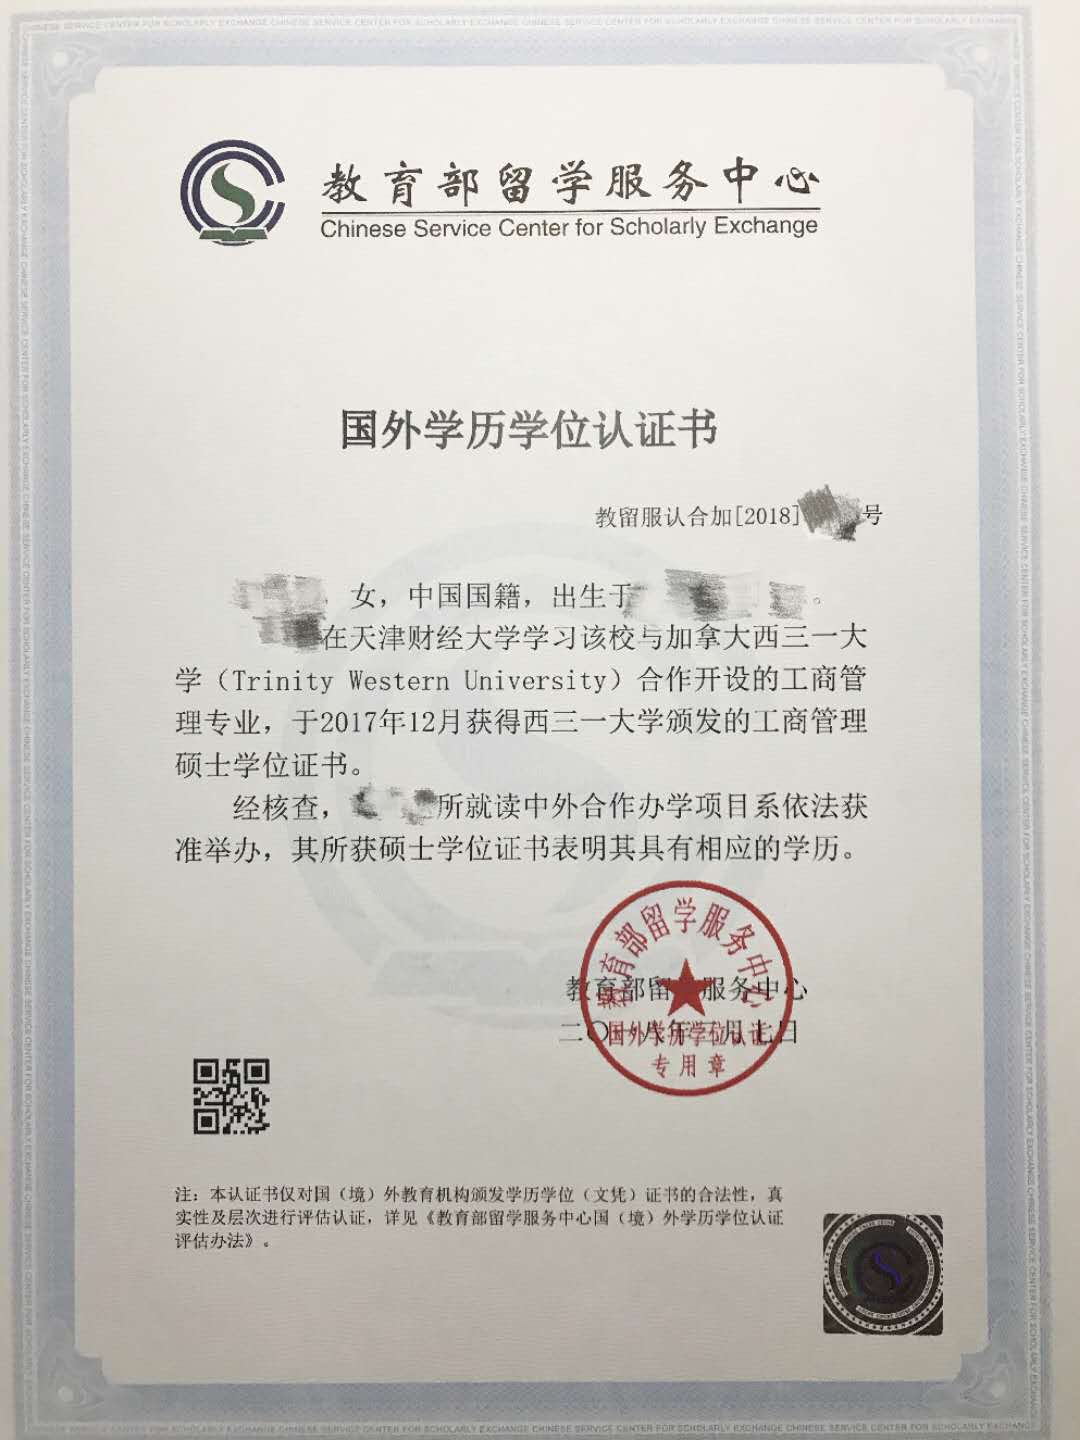 教育部留学服务中心
Chinese Service Center for Scholarly Exchange
国外学历学位认证书
教留服认合加[2018] 号
女，中国国籍，出生于 。
在天津财经大学学习该校与加拿大西三一大
学（Trinity Western University）合作开设的工商管
理专业，于2017年12月获得西三一大学颁发的工商管理
硕士学位证书。
经核查， 所就读中外合作办学项目系依法获
准举办，其所获硕士学位证书表明其具有相应的学历。
教育部留学服务中心
二〇一八年 月七日
教育部留学服务中心
国外学历学位认证
专用章
注：本认证书仅对国（境）外教育机构颁发学历学位（文凭）证书的合法性，真
实性及层次进行评估认证，详见《教育部留学服务中心国（境）外学历学位认证
评估办法》。